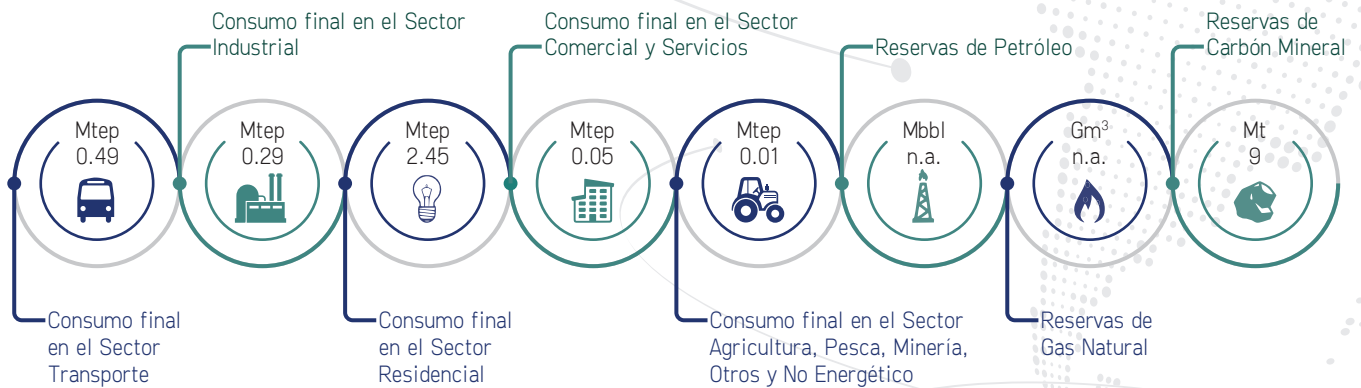 Consumo final en el Sector
Industrial
Consumo final en el Sector
Comercial y Servicios
Reservas de Petróleo
Reservas de
Carbón Mineral
Mtep
0.49
Mtep
0.29
Mtep
2.45
Mtep
0.05
Mtep
0.01
Mbbl
n.a.
Gm³
n.a.
Mt
9
Consumo final
en el Sector
Transporte
Consumo final
en el Sector
Residencial
Consumo final en el Sector
Agricultura, Pesca, Minería,
Otros y No Energético
Reservas de
Gas Natural